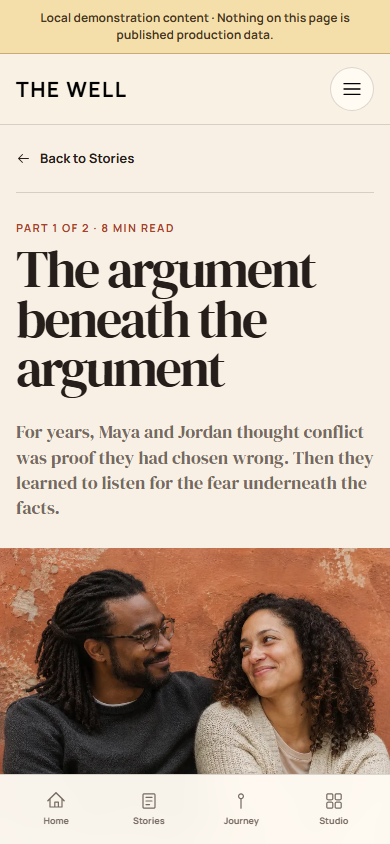 Local demonstration content · Nothing on this page is
published production data.
THE WELL
Back to Stories
PART 1 OF 2 · 8 MIN READ
The argument
beneath the
argument
For years, Maya and Jordan thought conflict
was proof they had chosen wrong. Then they
learned to listen for the fear underneath the
facts.
Home
Stories
Journey
Studio